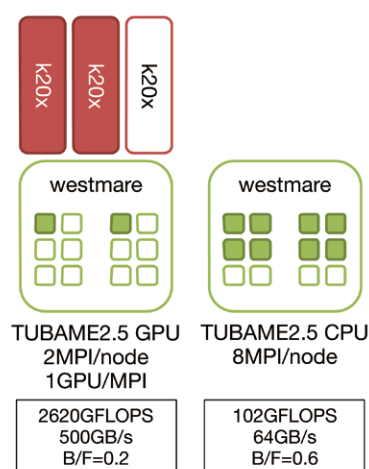 k20x
k20x
k20x
westmare
westmare
TUBAME2.5 GPU
2MPI/node
1GPU/MPI
TUBAME2.5 CPU
8MPI/node
2620GFLOPS
500GB/s
B/F=0.2
102GFLOPS
64GB/s
B/F=0.6